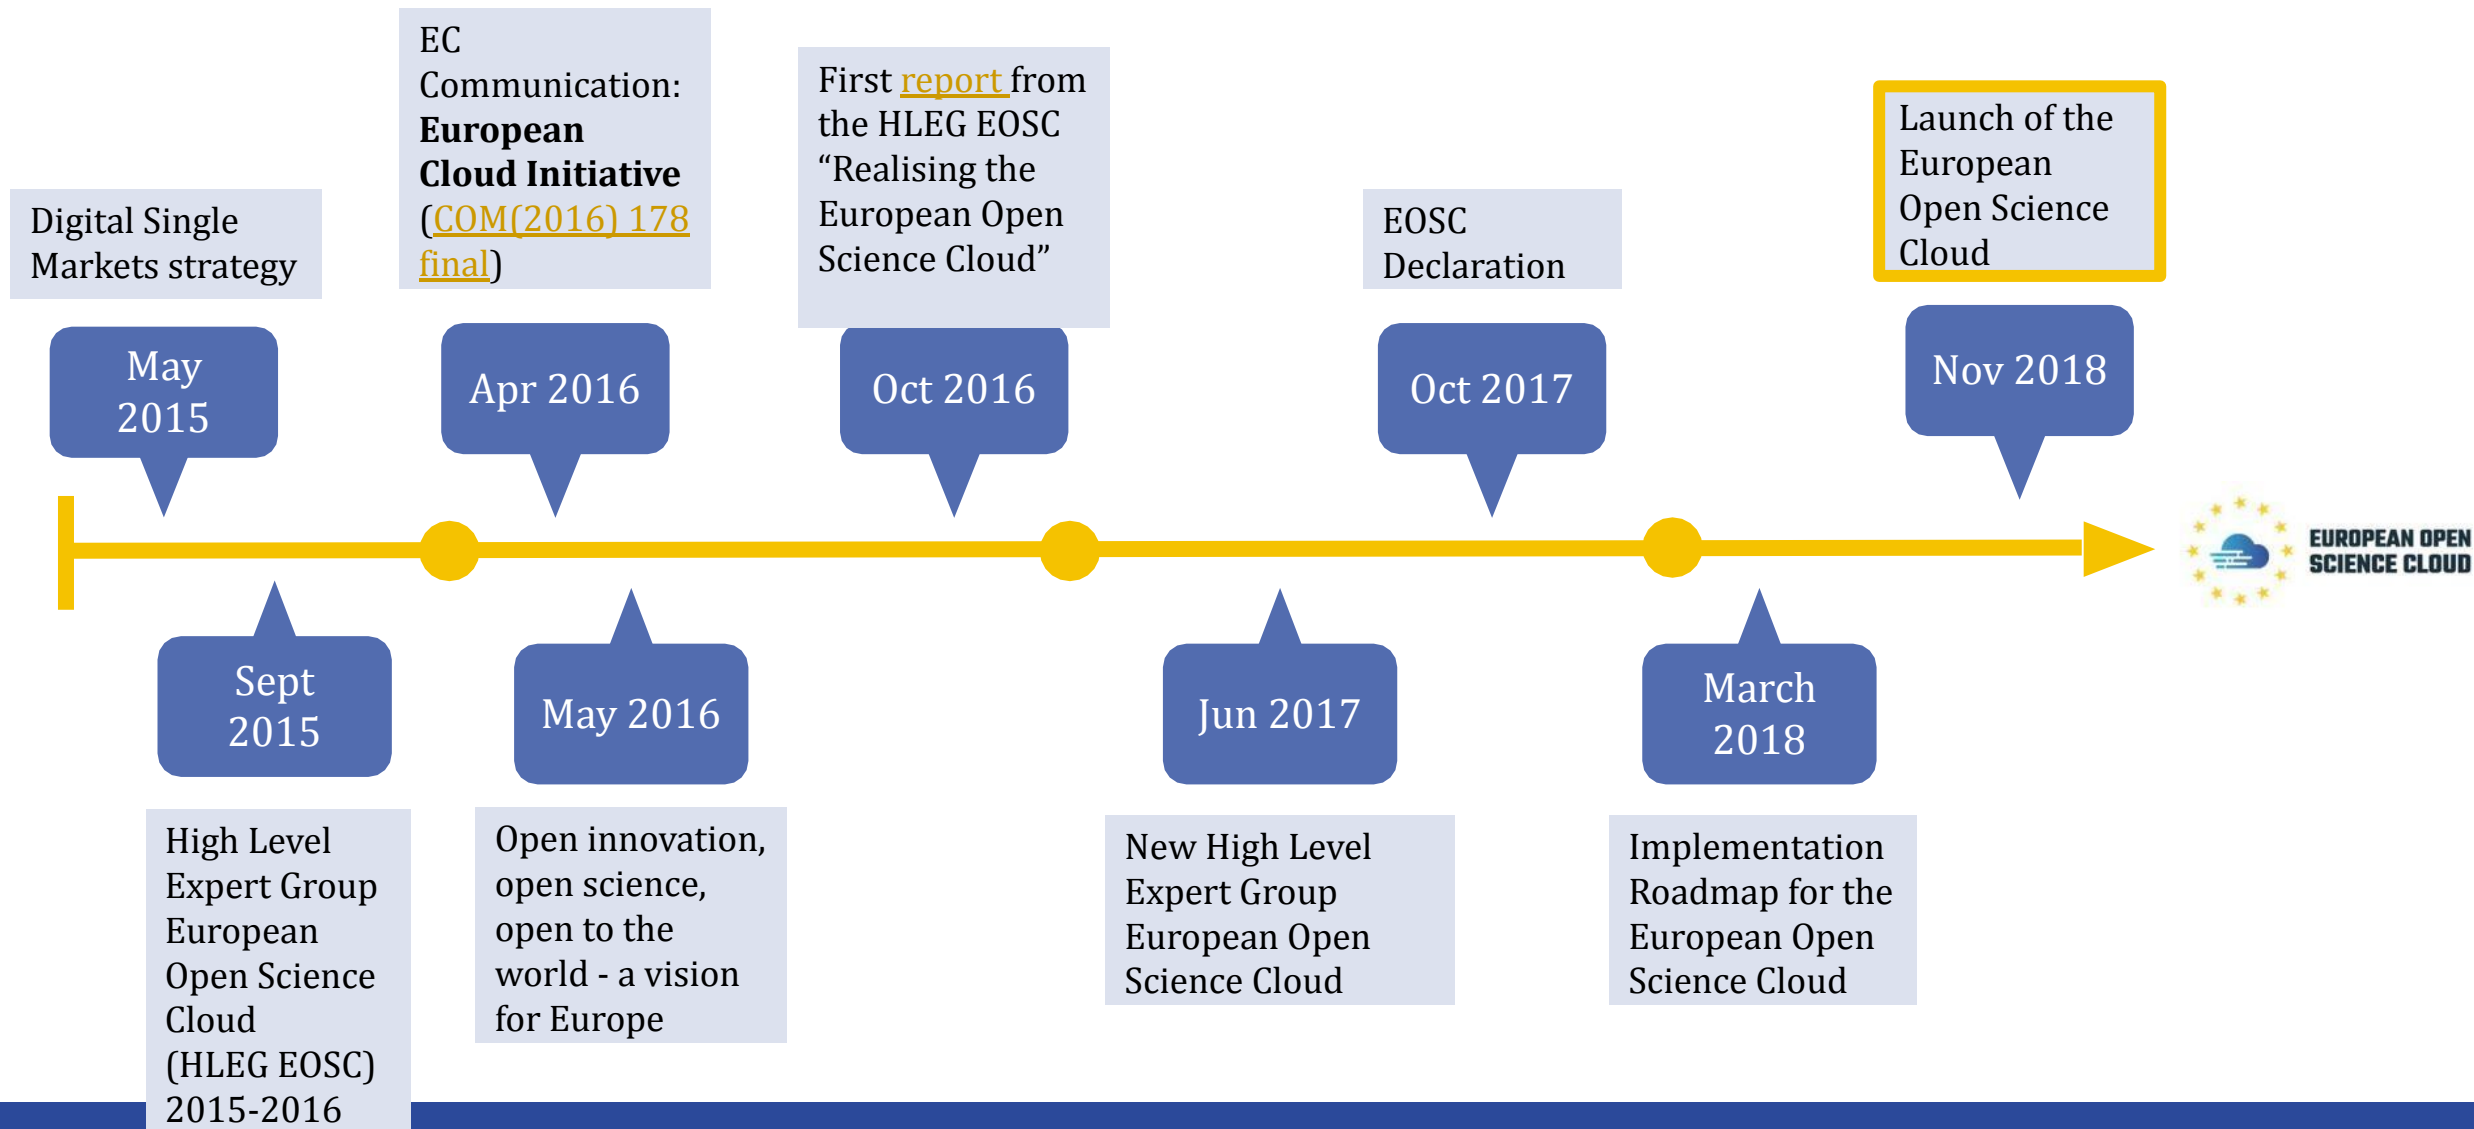 Digital Single
Markets strategy
May
2015
EC
Communication:
European
Cloud Initiative
(COM(2016) 178
final)
Apr 2016
First report from
the HLEG EOSC
“Realising the
European Open
Science Cloud”
Oct 2016
EOSC
Declaration
Oct 2017
Launch of the
European
Open Science
Cloud
Nov 2018
EUROPEAN OPEN
SCIENCE CLOUD
Sept
2015
High Level
Expert Group
European
Open Science
Cloud
(HLEG EOSC)
2015-2016
May 2016
Open innovation,
open science,
open to the
world - a vision
for Europe
Jun 2017
New High Level
Expert Group
European Open
Science Cloud
March
2018
Implementation
Roadmap for the
European Open
Science Cloud